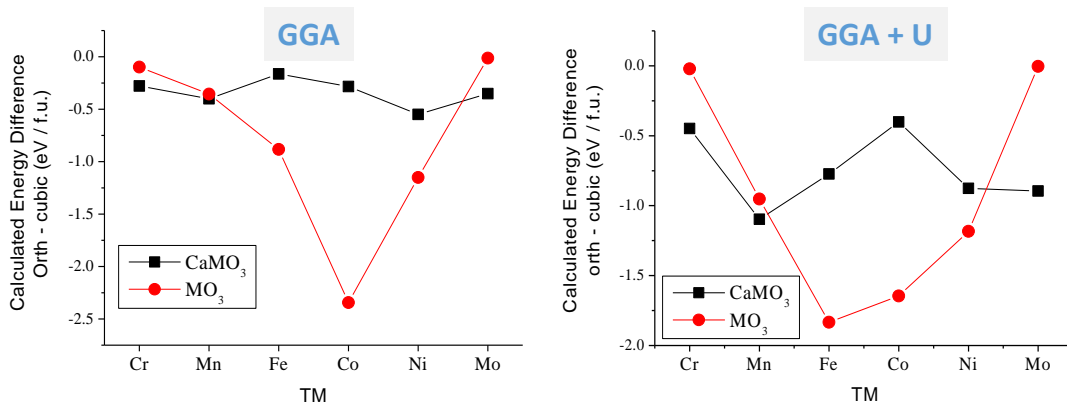 GGA
Calculated Energy Difference
Orth - cubic (eV / f.u.)
0.0
-0.5
-1.0
-1.5
-2.0
-2.5
CaMO3
MO3
Cr Mn Fe Co Ni Mo
TM
GGA + U
Calculated Energy Difference
orth - cubic (eV / f.u.)
0.0
-0.5
-1.0
-1.5
-2.0
CaMO3
MO3
Cr Mn Fe Co Ni Mo
TM